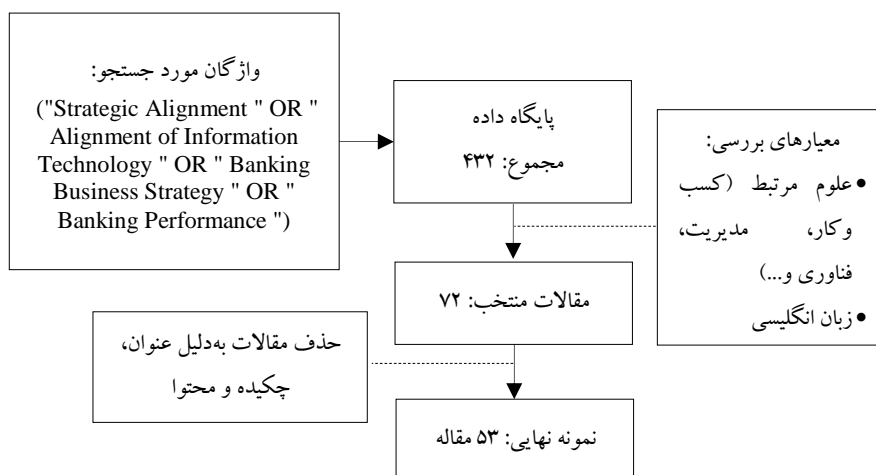 واژگان مورد جستجو:
("Strategic Alignment " OR "
Alignment of Information
Technology " OR " Banking
Business Strategy " OR "
Banking Performance ")
پایگاه داده
مجموع: ۴۳۲
معیارهای بررسی:
• علوم مرتبط (کسب
وکار، مدیریت،
فناوری و...)
• زبان انگلیسی
مقالات منتخب: ۷۲
حذف مقالات به‌دلیل عنوان،
چکیده و محتوا
نمونه نهایی: ۵۳ مقاله